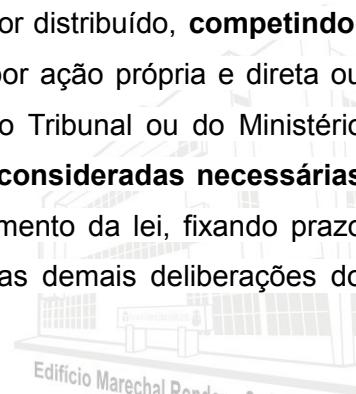 or distribuído, competindo
por ação própria e direta ou
o Tribunal ou do Ministério
consideradas necessárias
mento da lei, fixando prazo
as demais deliberações do
Edifício Marechal